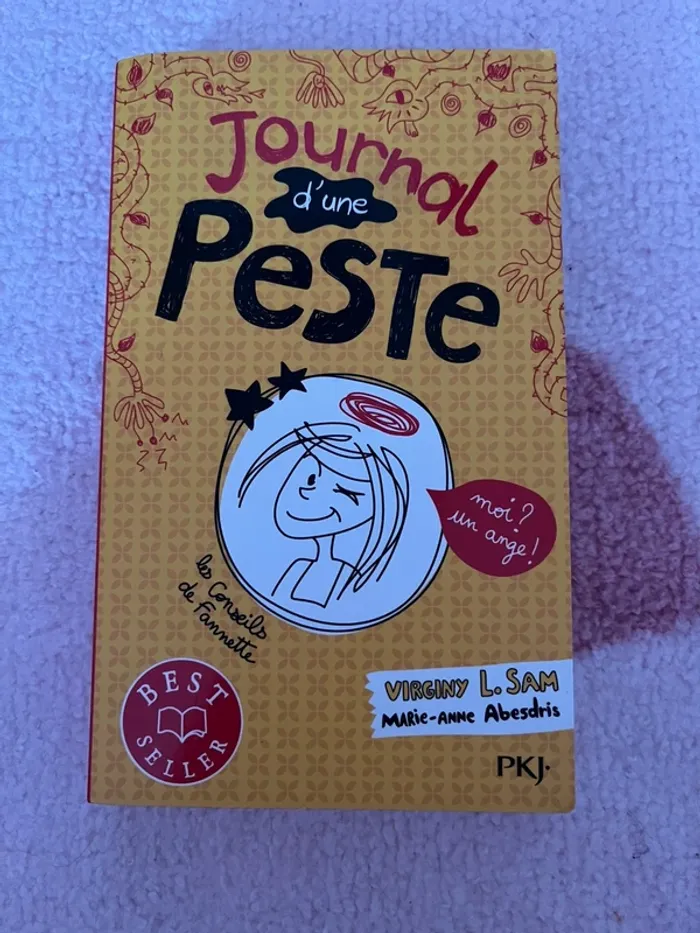 Journal
d'une
PeSTe
moi?
un ange!
les Conseils
de Fannette
BEST
SELLER
VIRGINY L. SAM
MARIE-ANNE Abesdris
PKJ·